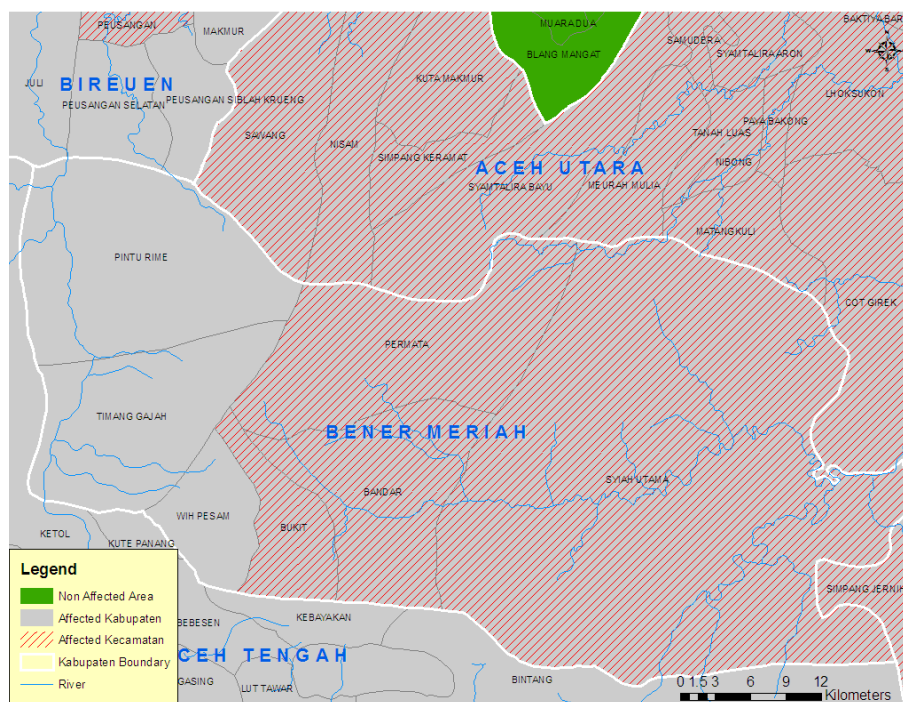 PEUSANGAN
MAKMUR
MUARADUA
BAKTIYA BAR
BLANG MANGAT
SAMUDERA
SYAMTALIRA ARON
JULI
BIREUEN
KUTA MAKMUR
LHOKSUKON
PEUSANGAN SELATAN
PEUSANGAN SIBLAH KRUENG
SAWANG
NISAM
PAYA BAKONG
TANAH LUAS
SIMPANG KERAMAT
ACEH UTARA
NIBONG
SYAMTALIRA BAYU
MEURAH MULIA
MATANGKULI
PINTU RIME
COT GIREK
PERMATA
TIMANG GAJAH
BENER MERIAH
BANDAR
SYIAH UTAMA
WIH PESAM
BUKIT
KETOL
KUTE PANANG
SIMPANG JERNIH
KEBAYAKAN
BEBESEN
CEH TENGAH
GASING
LUT TAWAR
BINTANG
Legend
Non Affected Area
Affected Kabupaten
Affected Kecamatan
Kabupaten Boundary
River
0 1.5 3 6 9 12
Kilometers